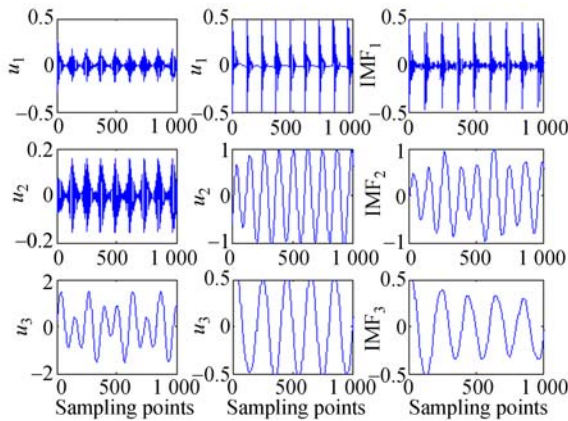 0.5 0.5 0.5
u1 0 u1 0 IMF1 0
−0.5 −0.5 −0.5
0 500 1 000 0 500 1 000 0 500 1 000
0.2 1 1
u2 0 u2 0 IMF2 0
−0.2 −1 −1
0 500 1 000 0 500 1 000 0 500 1 000
2 0.5 0.5
u3 0 u3 0 IMF3 0
−2 −0.5 −0.5
0 500 1 000 0 500 1 000 0 500 1 000
Sampling points Sampling points Sampling points